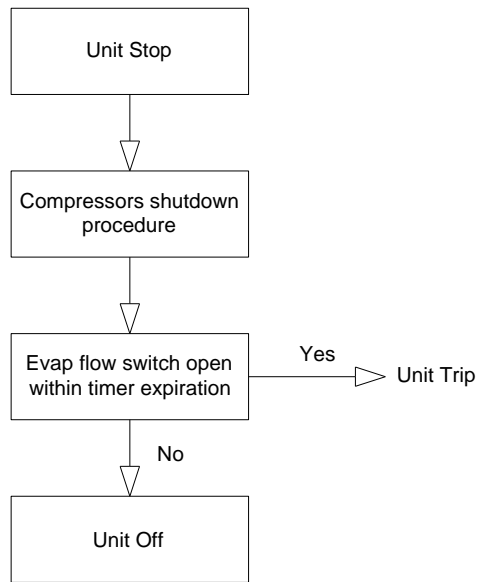 Unit Stop
Compressors shutdown
procedure
Evap flow switch open
within timer expiration
Yes
Unit Trip
No
Unit Off